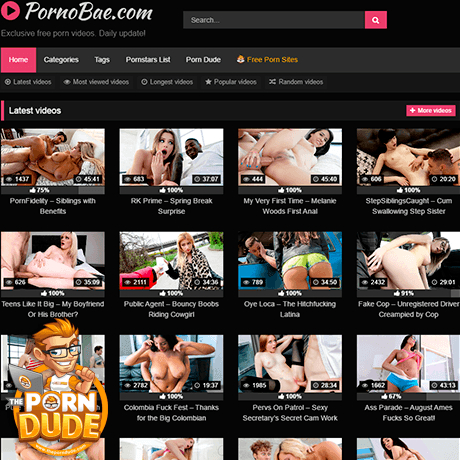 PornoBae.com
Search...
Exclusive free porn videos. Daily update!
Home Categories Tags Pornstars List Porn Dude Free Porn Sites
Latest videos Most viewed videos Longest videos Popular videos Random videos
Latest videos
More videos
1437 45:41 683 37:07 444 45:40 606 20:20
75% 100% 100% 100%
PornFidelity – Siblings with RK Prime – Spring Break My Very First Time – Melanie StepSiblingsCaught – Cum
Benefits Surprise Woods First Anal Swallowing Step Sister
626 35:09 2111 34:36 789 34:50 2432 29:01
100% 100% 100% 91%
Teens Like It Big – My Boyfriend Public Agent – Bouncy Boobs Oye Loca – The Hitchfucking Fake Cop – Unregistered Driver
Or His Brother? Riding Cowgirl Latina Creampied by Cop
2782 19:37 1985 28:34 1662 43:13
100% 100% 67%
Colombia Fuck Fest – Thanks Pervs On Patrol – Sexy Ass Parade – August Ames
for the Big Colombian Secretary's Secret Cam Work Fucks So Great!
THE
PORN
DUDE